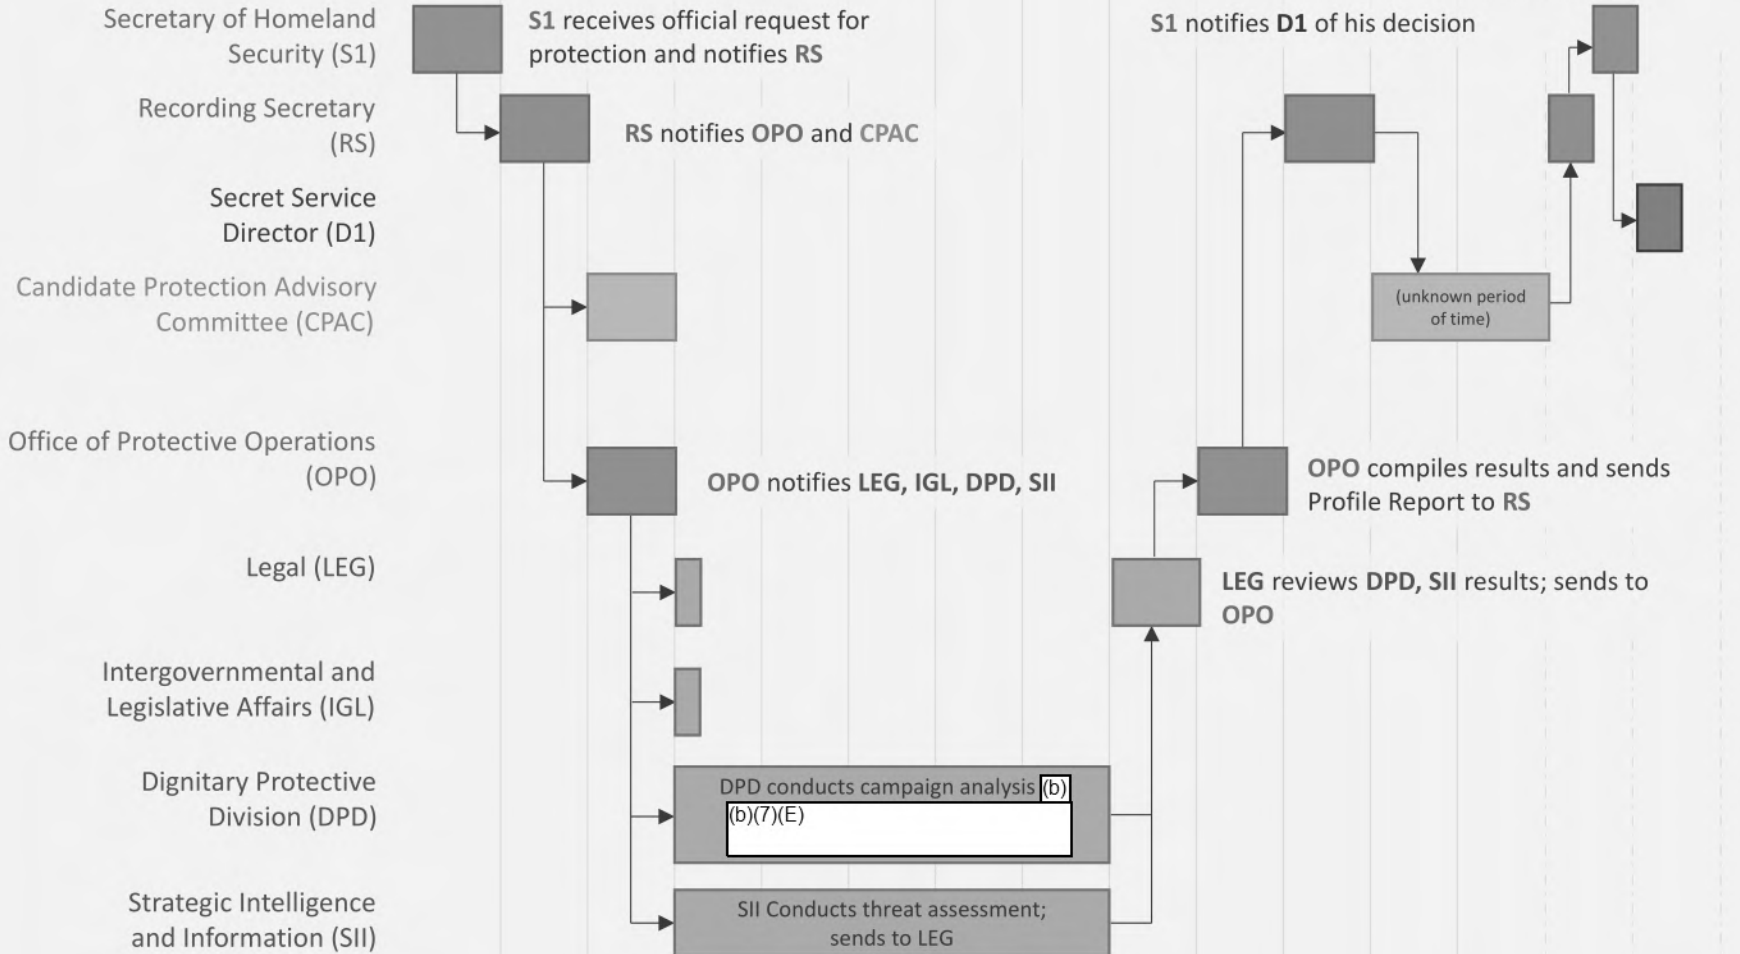 Secretary of Homeland
Security (S1)
S1 receives official request for
protection and notifies RS
S1 notifies D1 of his decision
Recording Secretary
(RS)
RS notifies OPO and CPAC
Secret Service
Director (D1)
Candidate Protection Advisory
Committee (CPAC)
(unknown period
of time)
Office of Protective Operations
(OPO)
OPO notifies LEG, IGL, DPD, SII
OPO compiles results and sends
Profile Report to RS
Legal (LEG)
LEG reviews DPD, SII results; sends to
OPO
Intergovernmental and
Legislative Affairs (IGL)
Dignitary Protective
Division (DPD)
DPD conducts campaign analysis (b)
(b)(7)(E)
Strategic Intelligence
and Information (SII)
SII Conducts threat assessment;
sends to LEG